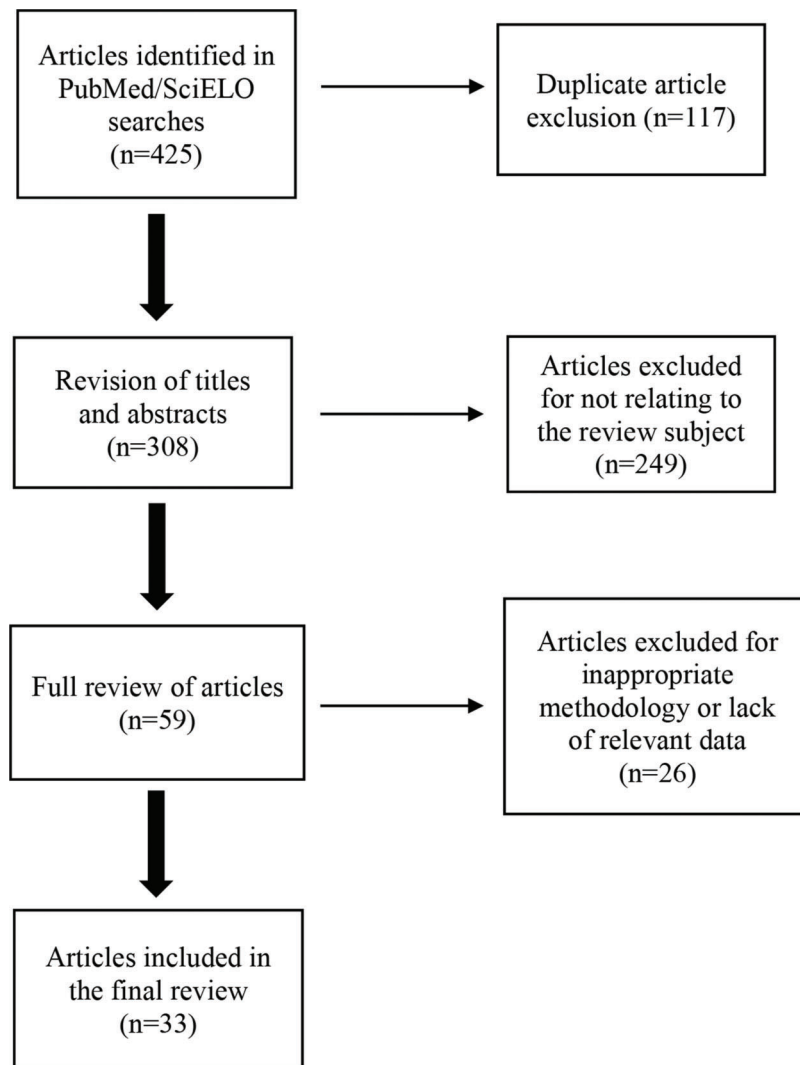 Articles identified in
PubMed/SciELO
searches
(n=425)
Duplicate article
exclusion (n=117)
Revision of titles
and abstracts
(n=308)
Articles excluded
for not relating to
the review subject
(n=249)
Full review of articles
(n=59)
Articles excluded for
inappropriate
methodology or lack
of relevant data
(n=26)
Articles included in
the final review
(n=33)